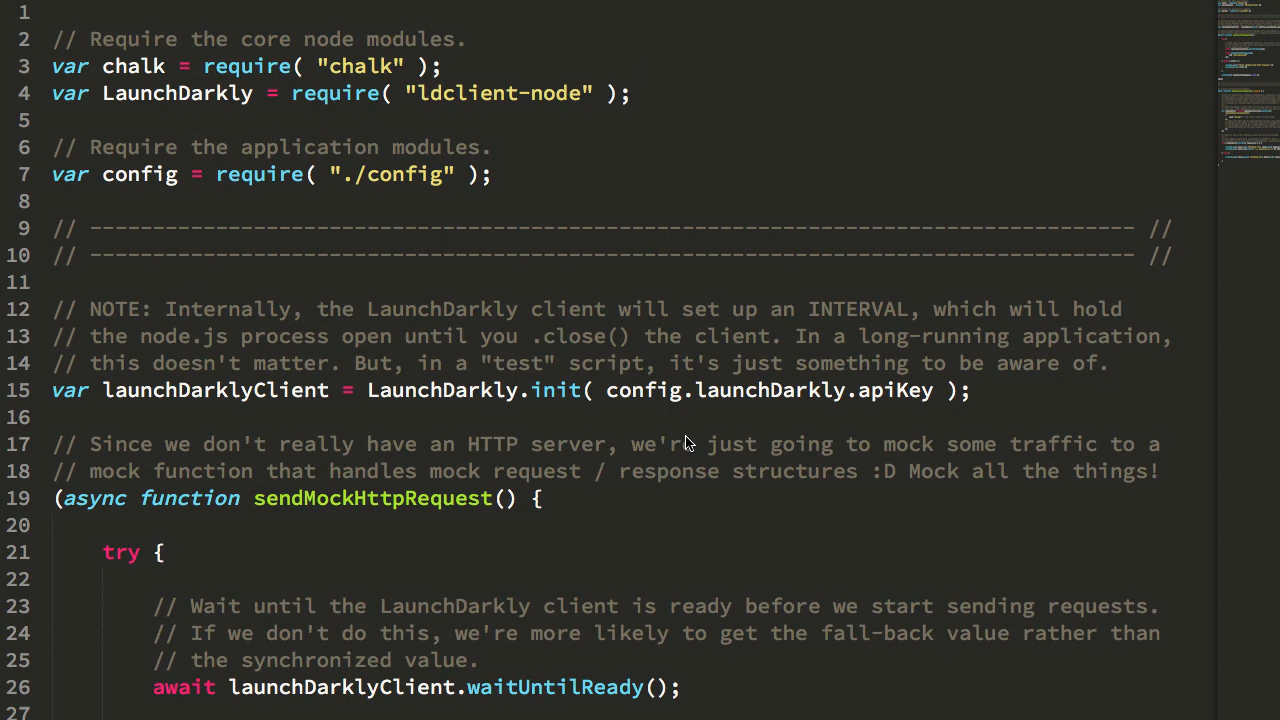 1
2 // Require the core node modules.
3 var chalk = require( "chalk" );
4 var LaunchDarkly = require( "ldclient-node" );
5
6 // Require the application modules.
7 var config = require( "./config" );
8
9 // ----------------------------------------------------------------------------------- //
10 // ----------------------------------------------------------------------------------- //
11
12 // NOTE: Internally, the LaunchDarkly client will set up an INTERVAL, which will hold
13 // the node.js process open until you .close() the client. In a long-running application,
14 // this doesn't matter. But, in a "test" script, it's just something to be aware of.
15 var launchDarklyClient = LaunchDarkly.init( config.launchDarkly.apiKey );
16
17 // Since we don't really have an HTTP server, we're just going to mock some traffic to a
18 // mock function that handles mock request / response structures :D Mock all the things!
19 (async function sendMockHttpRequest() {
20
21 try {
22
23 // Wait until the LaunchDarkly client is ready before we start sending requests.
24 // If we don't do this, we're more likely to get the fall-back value rather than
25 // the synchronized value.
26 await launchDarklyClient.waitUntilReady();
27